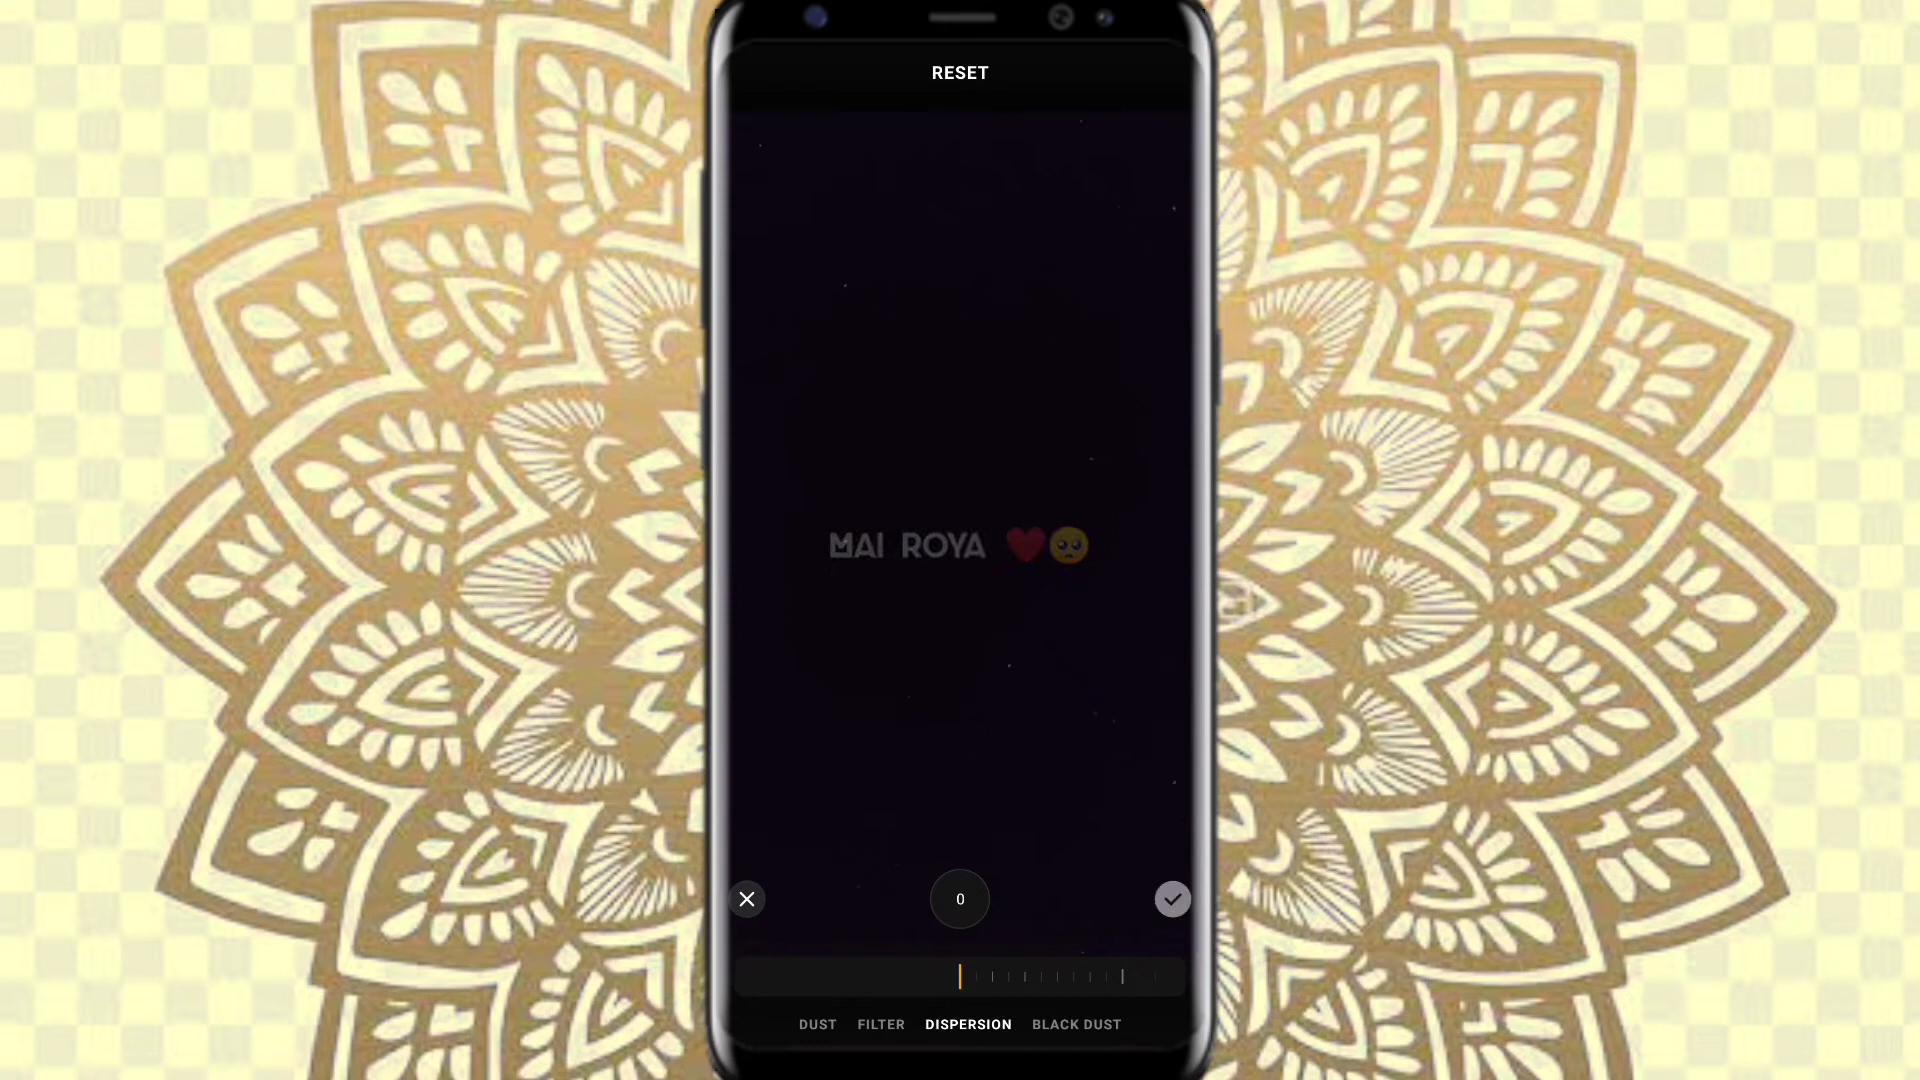 RESET
MAI ROYA ❤️🥺
0
DUST FILTER DISPERSION BLACK DUST